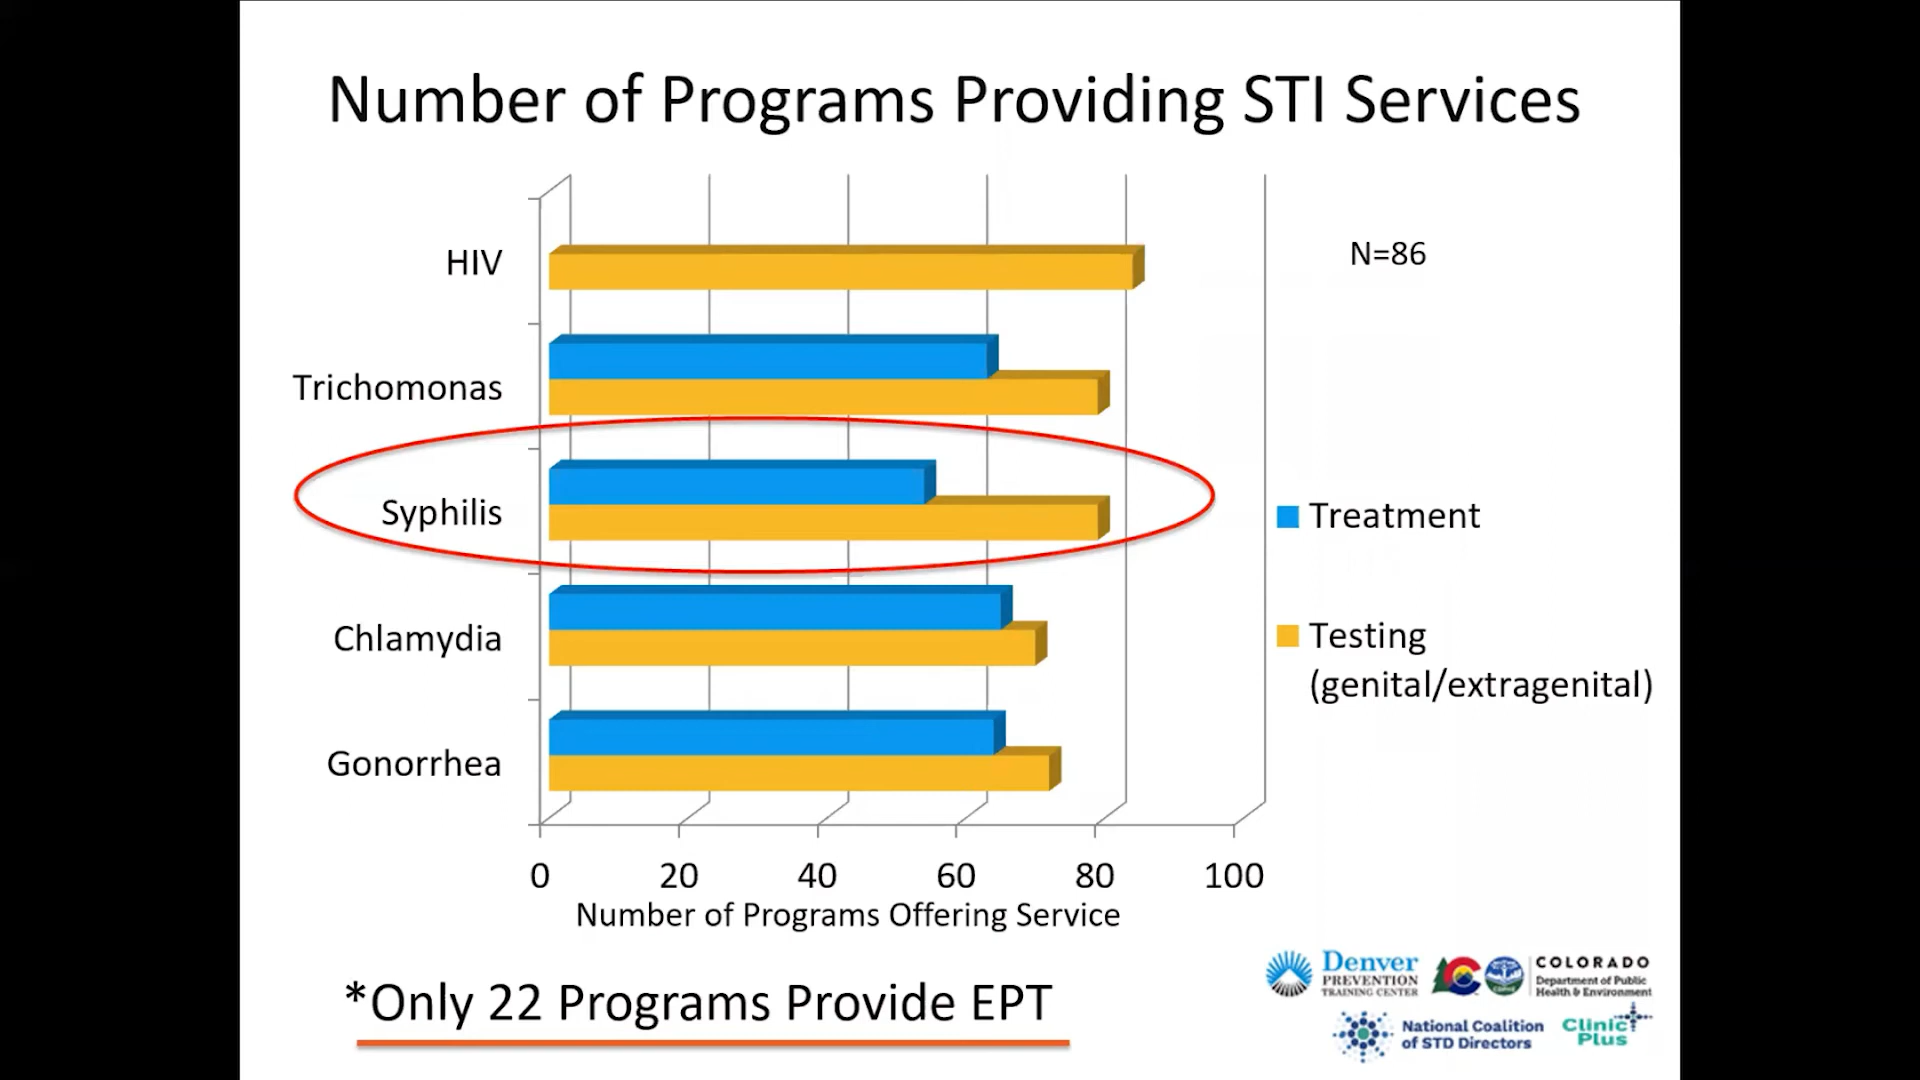 Number of Programs Providing STI Services
HIV
N=86
Trichomonas
Syphilis
Treatment
Chlamydia
Testing
(genital/extragenital)
Gonorrhea
0 20 40 60 80 100
Number of Programs Offering Service
*Only 22 Programs Provide EPT
Denver
PREVENTION
TRAINING CENTER
COLORADO
Department of Public
Health & Environment
National Coalition
of STD Directors
Clinic
Plus